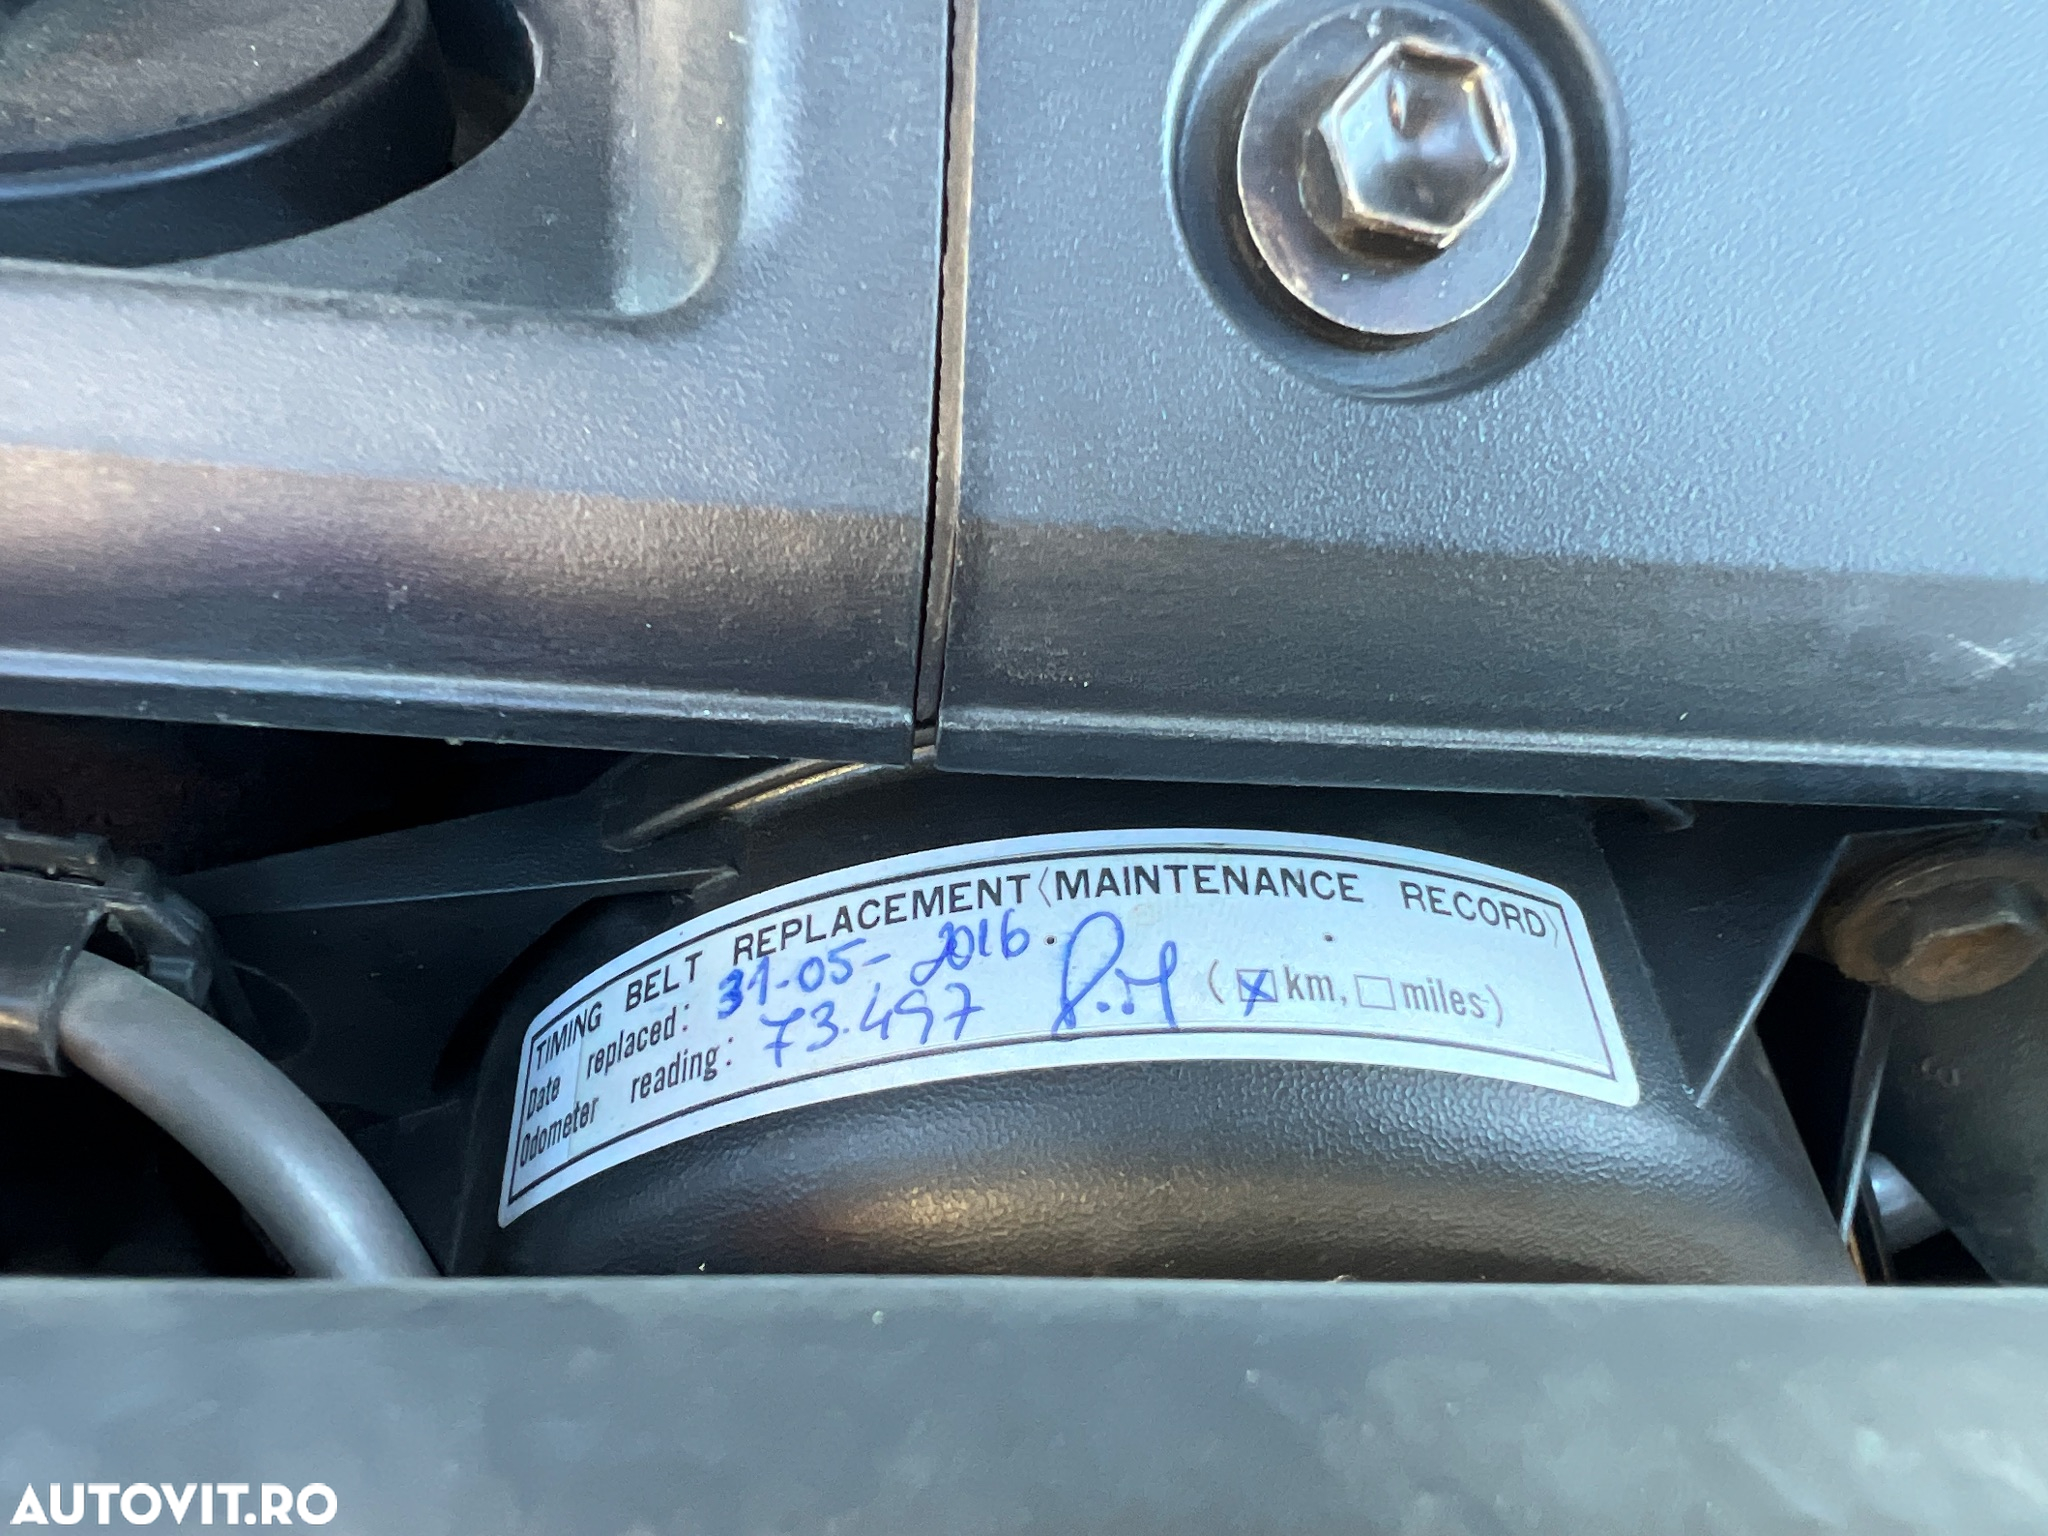 TIMING BELT REPLACEMENT (MAINTENANCE RECORD)
Date replaced: 31-05-2016.
Odometer reading: 73.497 (☒ km, ☐ miles)
AUTOVIT.RO